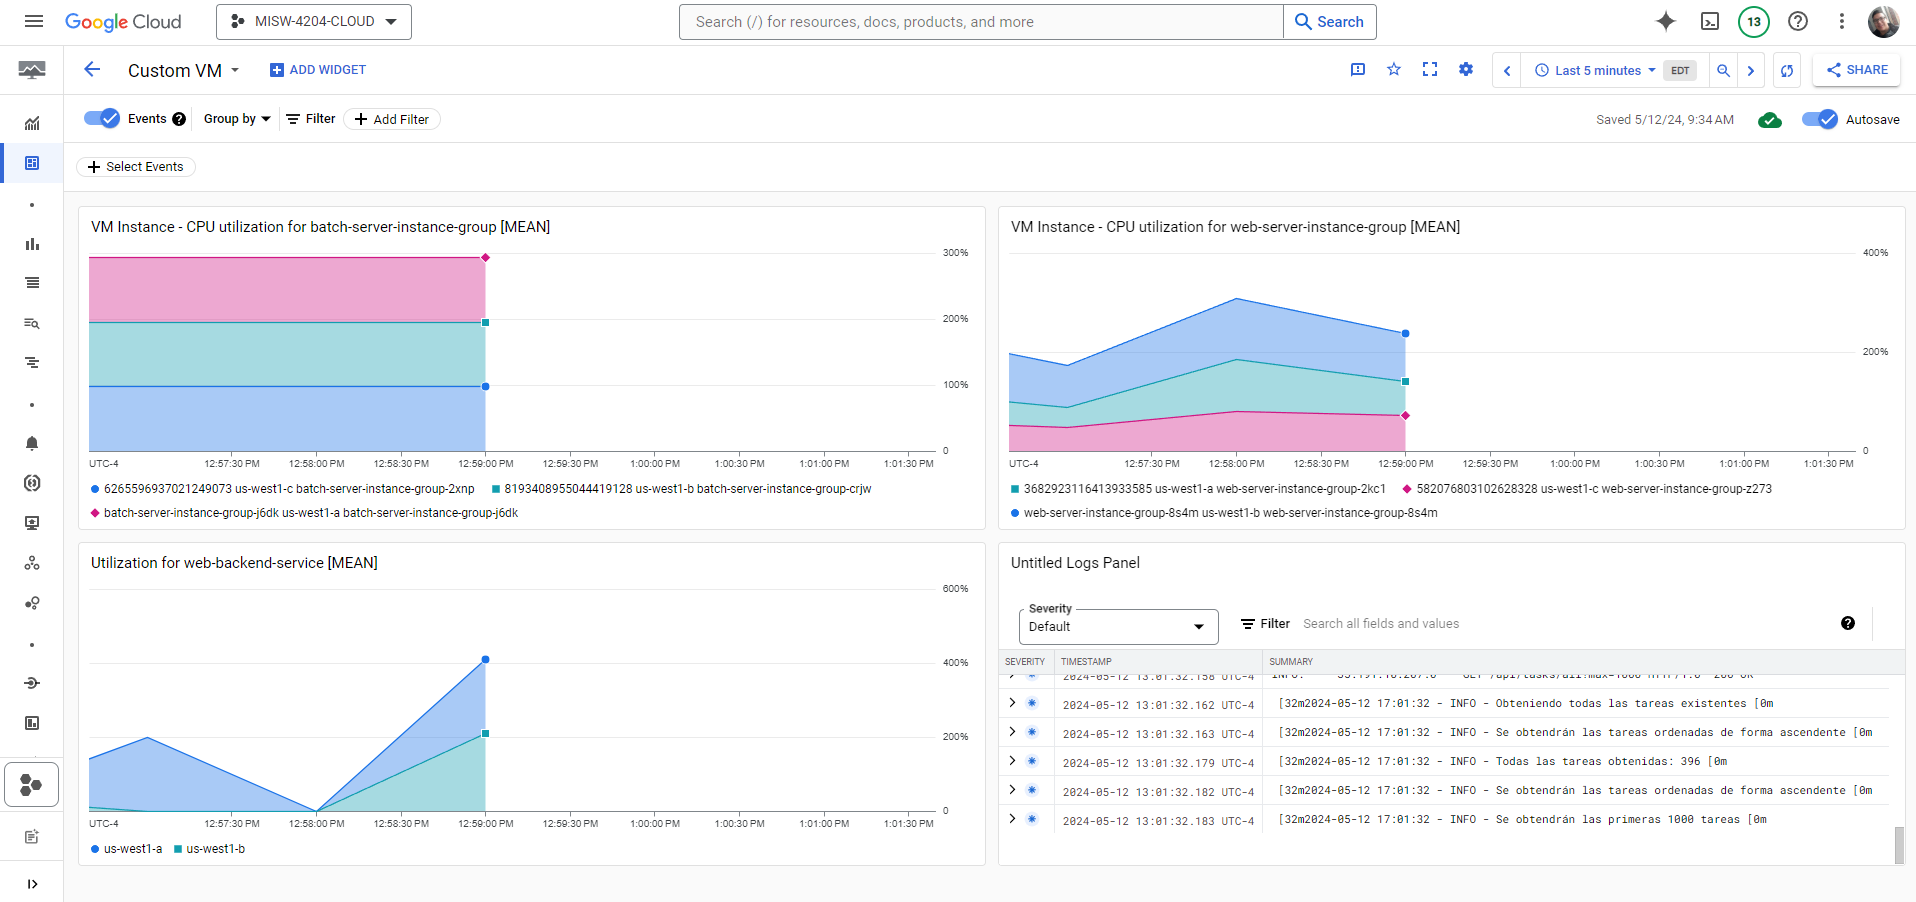 Google Cloud
MISW-4204-CLOUD
Search (/) for resources, docs, products, and more
Search
13
Custom VM
ADD WIDGET
Last 5 minutes
EDT
SHARE
Events
Group by
Filter
Add Filter
Saved 5/12/24, 9:34 AM
Autosave
Select Events
VM Instance - CPU utilization for batch-server-instance-group [MEAN]
300%
200%
100%
0
UTC-4 12:57:30 PM 12:58:00 PM 12:58:30 PM 12:59:00 PM 12:59:30 PM 1:00:00 PM 1:00:30 PM 1:01:00 PM 1:01:30 PM
6265596937021249073 us-west1-c batch-server-instance-group-2xnp 8193408955044419128 us-west1-b batch-server-instance-group-crjw
batch-server-instance-group-j6dk us-west1-a batch-server-instance-group-j6dk
VM Instance - CPU utilization for web-server-instance-group [MEAN]
400%
200%
0
UTC-4 12:57:30 PM 12:58:00 PM 12:58:30 PM 12:59:00 PM 12:59:30 PM 1:00:00 PM 1:00:30 PM 1:01:00 PM 1:01:30 PM
3682923116413933585 us-west1-a web-server-instance-group-2kc1 582076803102628328 us-west1-c web-server-instance-group-z273
web-server-instance-group-8s4m us-west1-b web-server-instance-group-8s4m
Utilization for web-backend-service [MEAN]
600%
400%
200%
0
UTC-4 12:57:30 PM 12:58:00 PM 12:58:30 PM 12:59:00 PM 12:59:30 PM 1:00:00 PM 1:00:30 PM 1:01:00 PM 1:01:30 PM
us-west1-a us-west1-b
Untitled Logs Panel
Severity
Default
Filter Search all fields and values
SEVERITY TIMESTAMP SUMMARY
2024-05-12 13:01:32.158 UTC-4 INFO:
2024-05-12 13:01:32.162 UTC-4 [32m2024-05-12 17:01:32 - INFO - Obteniendo todas las tareas existentes [0m
2024-05-12 13:01:32.163 UTC-4 [32m2024-05-12 17:01:32 - INFO - Se obtendrán las tareas ordenadas de forma ascendente [0m
2024-05-12 13:01:32.179 UTC-4 [32m2024-05-12 17:01:32 - INFO - Todas las tareas obtenidas: 396 [0m
2024-05-12 13:01:32.182 UTC-4 [32m2024-05-12 17:01:32 - INFO - Se obtendrán las tareas ordenadas de forma ascendente [0m
2024-05-12 13:01:32.183 UTC-4 [32m2024-05-12 17:01:32 - INFO - Se obtendrán las primeras 1000 tareas [0m